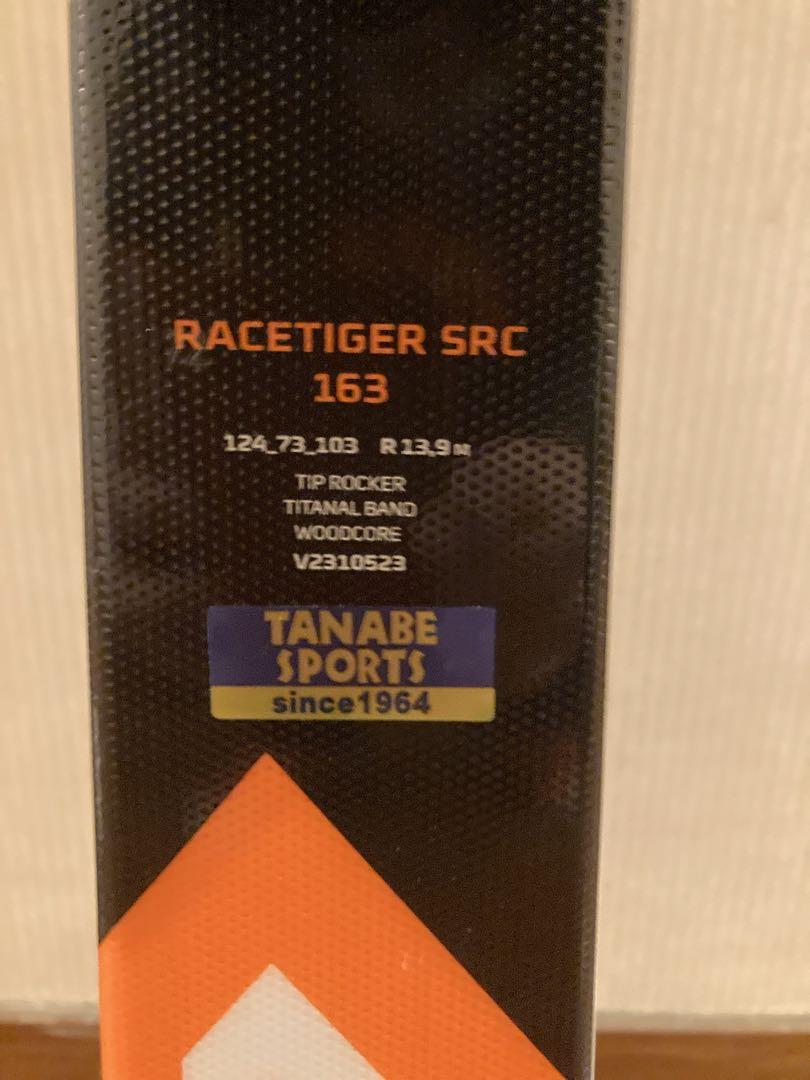 RACETIGER SRC
163
124_73_103 R 13,9 M
TIP ROCKER
TITANAL BAND
WOODCORE
V2310523
TANABE
SPORTS
since1964